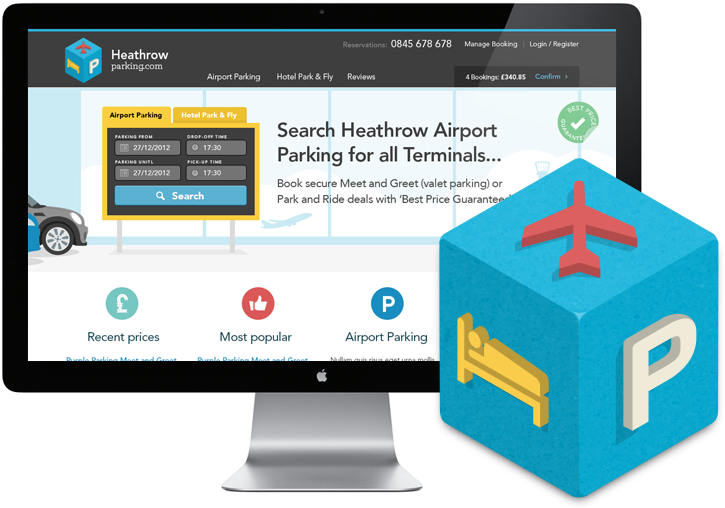 Heathrow
parking.com
Reservations: 0845 678 678
Manage Booking | Login / Register
Airport Parking
Hotel Park & Fly
Reviews
4 Bookings: £340.85
Confirm
Airport Parking
Hotel Park & Fly
PARKING FROM
DROP-OFF TIME
27/12/2012
17:30
PARKING UNITL
PICK-UP TIME
27/12/2012
17:30
Search
Search Heathrow Airport
Parking for all Terminals...
Book secure Meet and Greet (valet parking) or
Park and Ride deals with 'Best Price Guaranteed
BEST PRICE
GUARANTEE
£
P
Recent prices
Most popular
Airport Parking
Purple Parking Meet and Greet
Purple Parking Meet and Greet
Nullam quis risus eget urna mollis
P
P